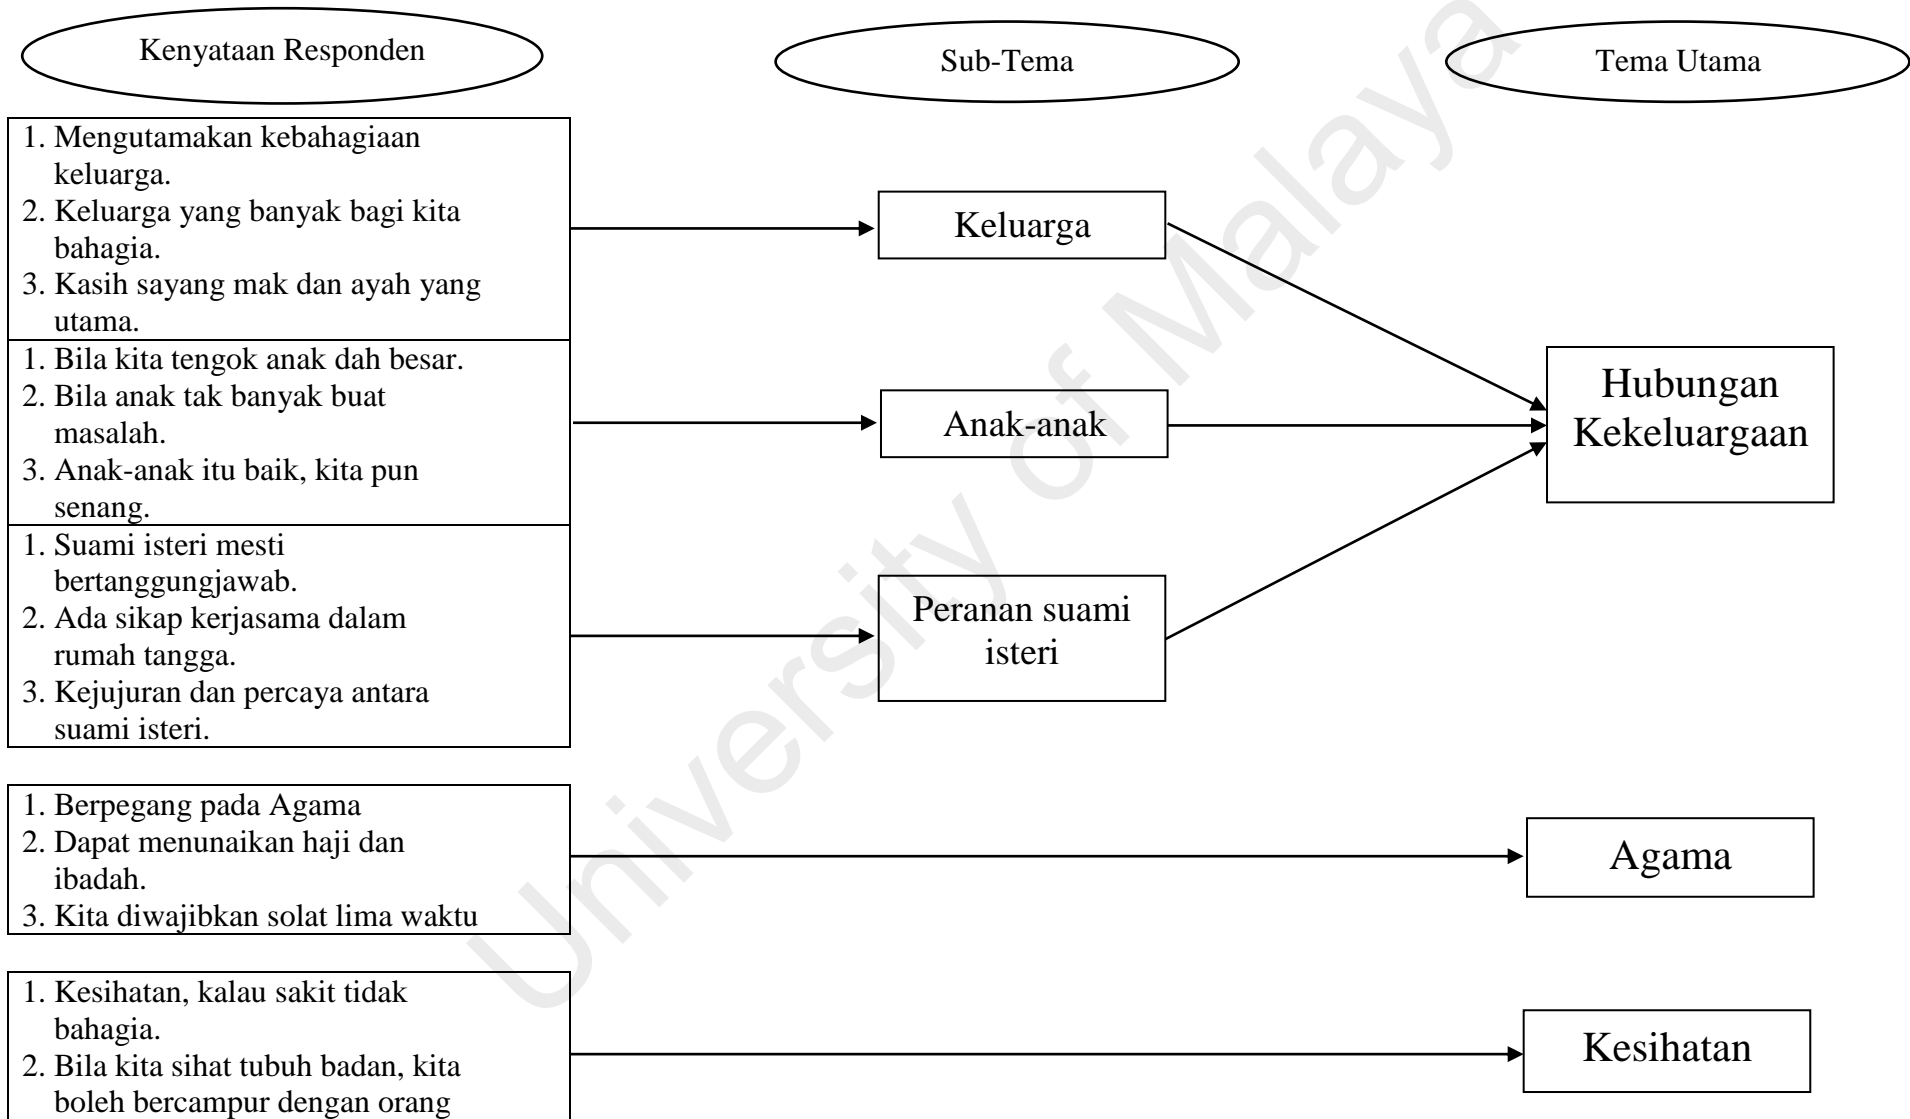 Kenyataan Responden
Sub-Tema
Tema Utama
1. Mengutamakan kebahagiaan
keluarga.
2. Keluarga yang banyak bagi kita
bahagia.
3. Kasih sayang mak dan ayah yang
utama.
Keluarga
1. Bila kita tengok anak dah besar.
2. Bila anak tak banyak buat
masalah.
3. Anak-anak itu baik, kita pun
senang.
Anak-anak
Hubungan
Kekeluargaan
1. Suami isteri mesti
bertanggungjawab.
2. Ada sikap kerjasama dalam
rumah tangga.
3. Kejujuran dan percaya antara
suami isteri.
Peranan suami
isteri
1. Berpegang pada Agama
2. Dapat menunaikan haji dan
ibadah.
3. Kita diwajibkan solat lima waktu
Agama
1. Kesihatan, kalau sakit tidak
bahagia.
2. Bila kita sihat tubuh badan, kita
boleh bercampur dengan orang
Kesihatan
University of Malaya